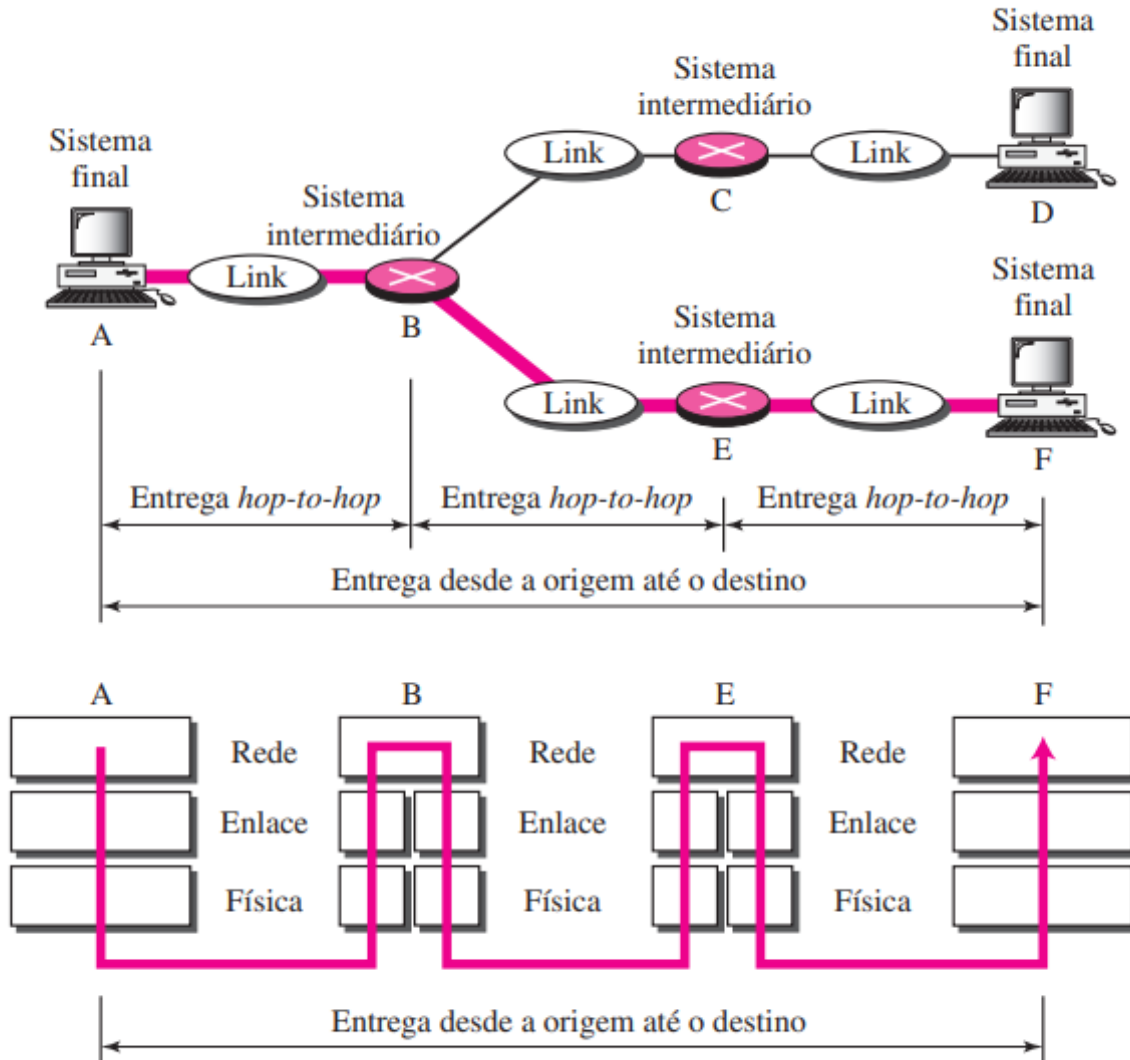 Sistema
final
Sistema
intermediário
Link
Link
C
D
Sistema
final
Sistema
intermediário
Link
A
B
Sistema
final
Sistema
intermediário
Link
Link
E
F
Entrega hop-to-hop
Entrega hop-to-hop
Entrega hop-to-hop
Entrega desde a origem até o destino
A
B
E
F
Rede
Rede
Rede
Enlace
Enlace
Enlace
Física
Física
Física
Entrega desde a origem até o destino